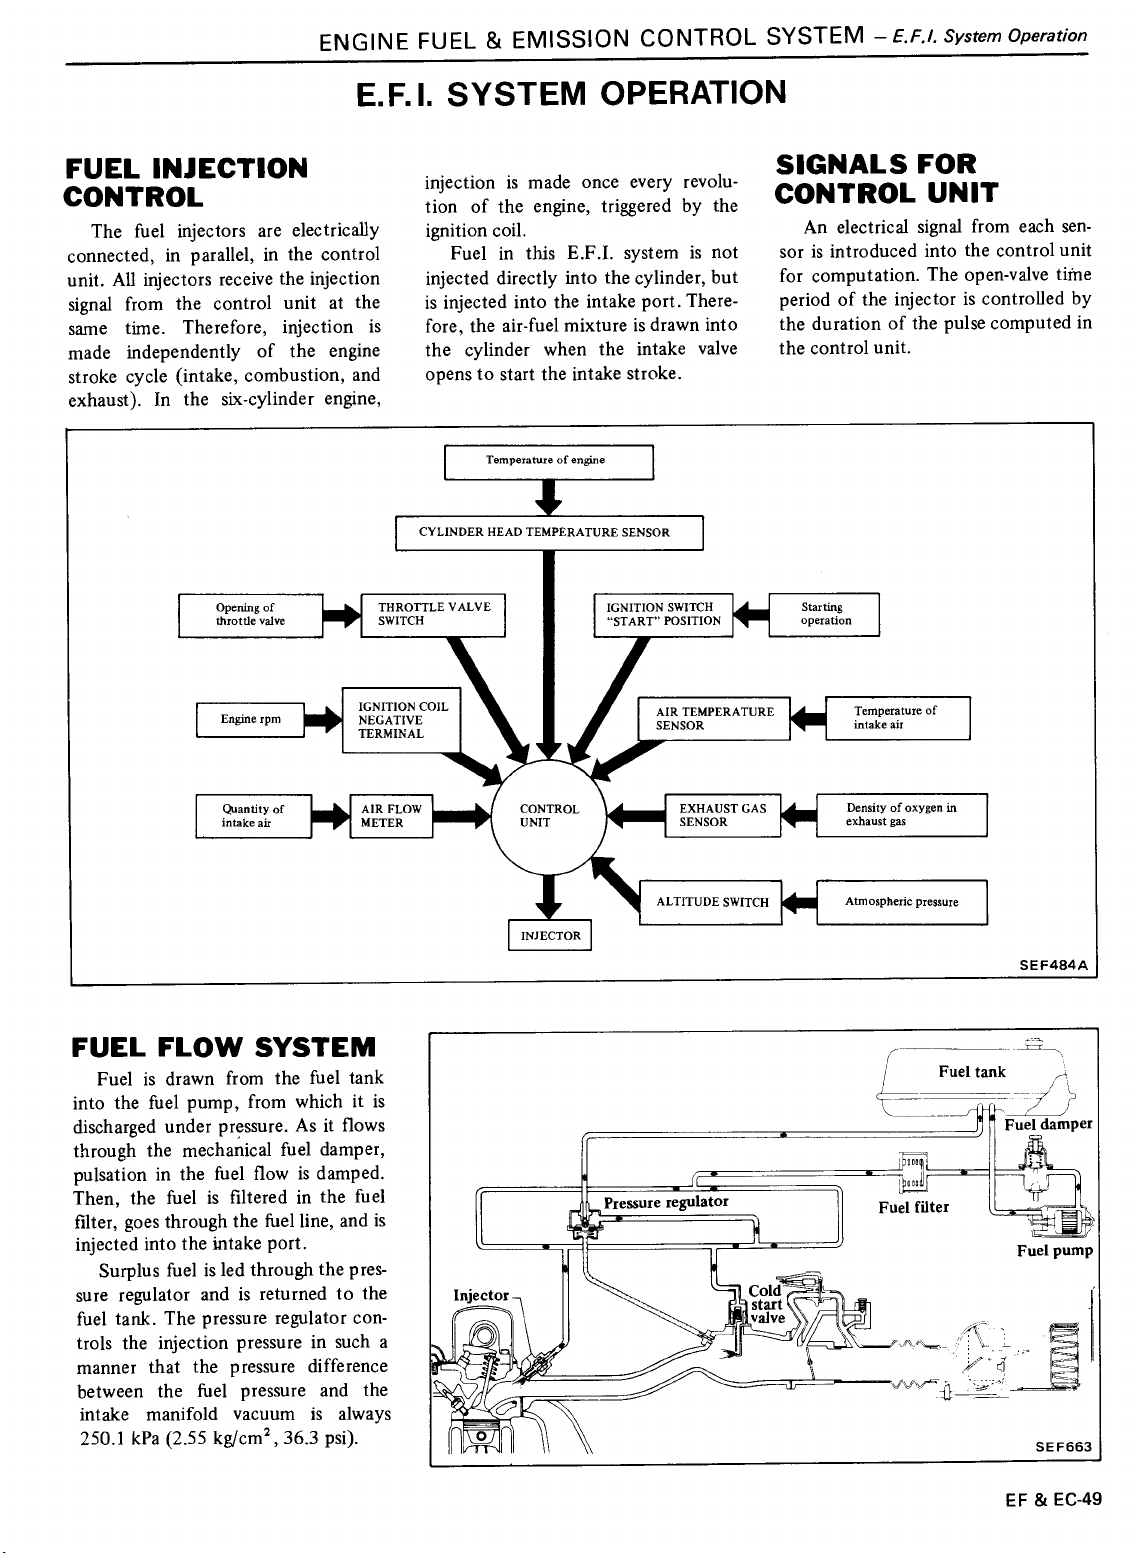 ENGINE FUEL & EMISSION CONTROL SYSTEM – E.F.I. System Operation
E.F.I. SYSTEM OPERATION
FUEL INJECTION
CONTROL
The fuel injectors are electrically
connected, in parallel, in the control
unit. All injectors receive the injection
signal from the control unit at the
same time. Therefore, injection is
made independently of the engine
stroke cycle (intake, combustion, and
exhaust). In the six-cylinder engine,
injection is made once every revolu-
tion of the engine, triggered by the
ignition coil.
Fuel in this E.F.I. system is not
injected directly into the cylinder, but
is injected into the intake port. There-
fore, the air-fuel mixture is drawn into
the cylinder when the intake valve
opens to start the intake stroke.
SIGNALS FOR
CONTROL UNIT
An electrical signal from each sen-
sor is introduced into the control unit
for computation. The open-valve time
period of the injector is controlled by
the duration of the pulse computed in
the control unit.
Temperature of engine
CYLINDER HEAD TEMPERATURE SENSOR
Opening of
throttle valve
THROTTLE VALVE
SWITCH
IGNITION SWITCH
"START" POSITION
Starting
operation
Engine rpm
IGNITION COIL
NEGATIVE
TERMINAL
AIR TEMPERATURE
SENSOR
Temperature of
intake air
Quantity of
intake air
AIR FLOW
METER
CONTROL
UNIT
EXHAUST GAS
SENSOR
Density of oxygen in
exhaust gas
ALTITUDE SWITCH
Atmospheric pressure
INJECTOR
SEF484A
FUEL FLOW SYSTEM
Fuel is drawn from the fuel tank
into the fuel pump, from which it is
discharged under pressure. As it flows
through the mechanical fuel damper,
pulsation in the fuel flow is damped.
Then, the fuel is filtered in the fuel
filter, goes through the fuel line, and is
injected into the intake port.
Surplus fuel is led through the pres-
sure regulator and is returned to the
fuel tank. The pressure regulator con-
trols the injection pressure in such a
manner that the pressure difference
between the fuel pressure and the
intake manifold vacuum is always
250.1 kPa (2.55 kg/cm², 36.3 psi).
Fuel tank
Fuel damper
Pressure regulator
Fuel filter
Fuel pump
Injector
Cold
start
valve
SEF663
EF & EC-49